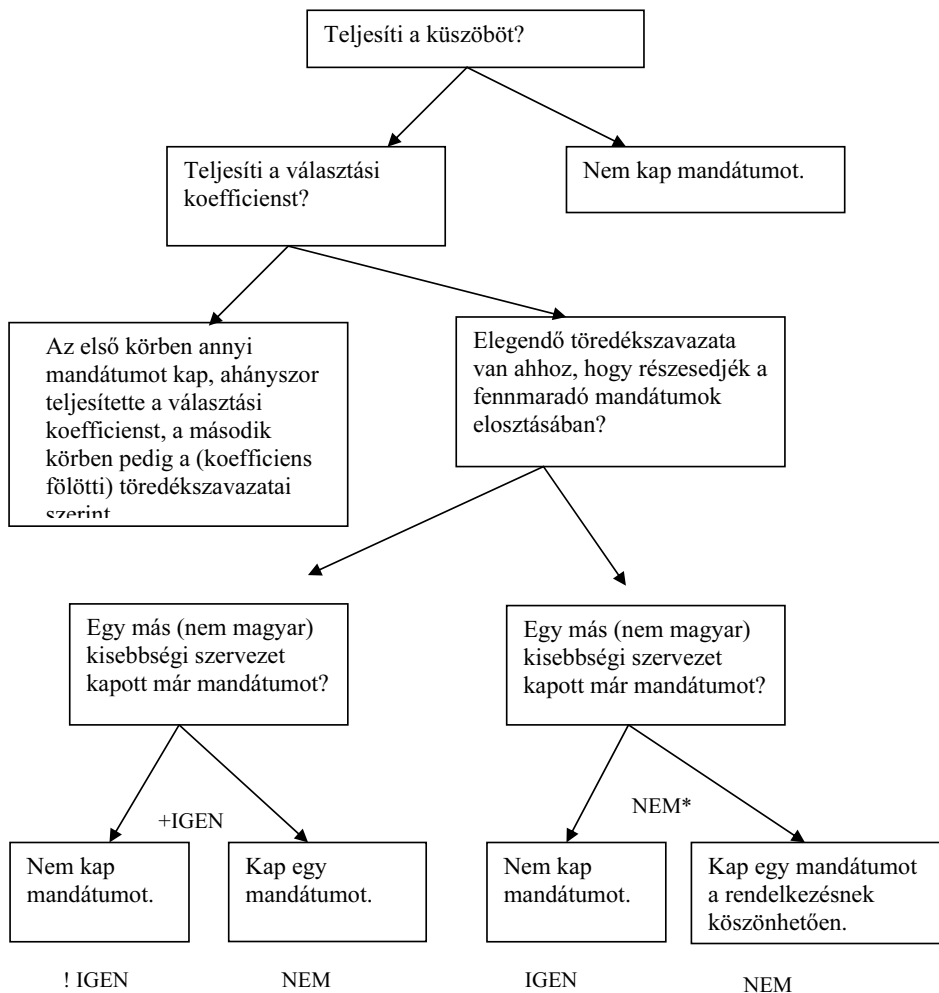 Teljesíti a küszöböt?
Teljesíti a választási
koefficienst?
Nem kap mandátumot.
Az első körben annyi
mandátumot kap, ahányszor
teljesítette a választási
koefficienst, a második
körben pedig a (koefficiens
fölötti) töredékszavazatai
szerint
Elegendő töredékszavazata
van ahhoz, hogy részesedjék a
fennmaradó mandátumok
elosztásában?
Egy más (nem magyar)
kisebbségi szervezet
kapott már mandátumot?
Egy más (nem magyar)
kisebbségi szervezet
kapott már mandátumot?
+IGEN
NEM*
Nem kap
mandátumot.
Kap egy
mandátumot.
Nem kap
mandátumot.
Kap egy mandátumot
a rendelkezésnek
köszönhetően.
! IGEN
NEM
IGEN
NEM